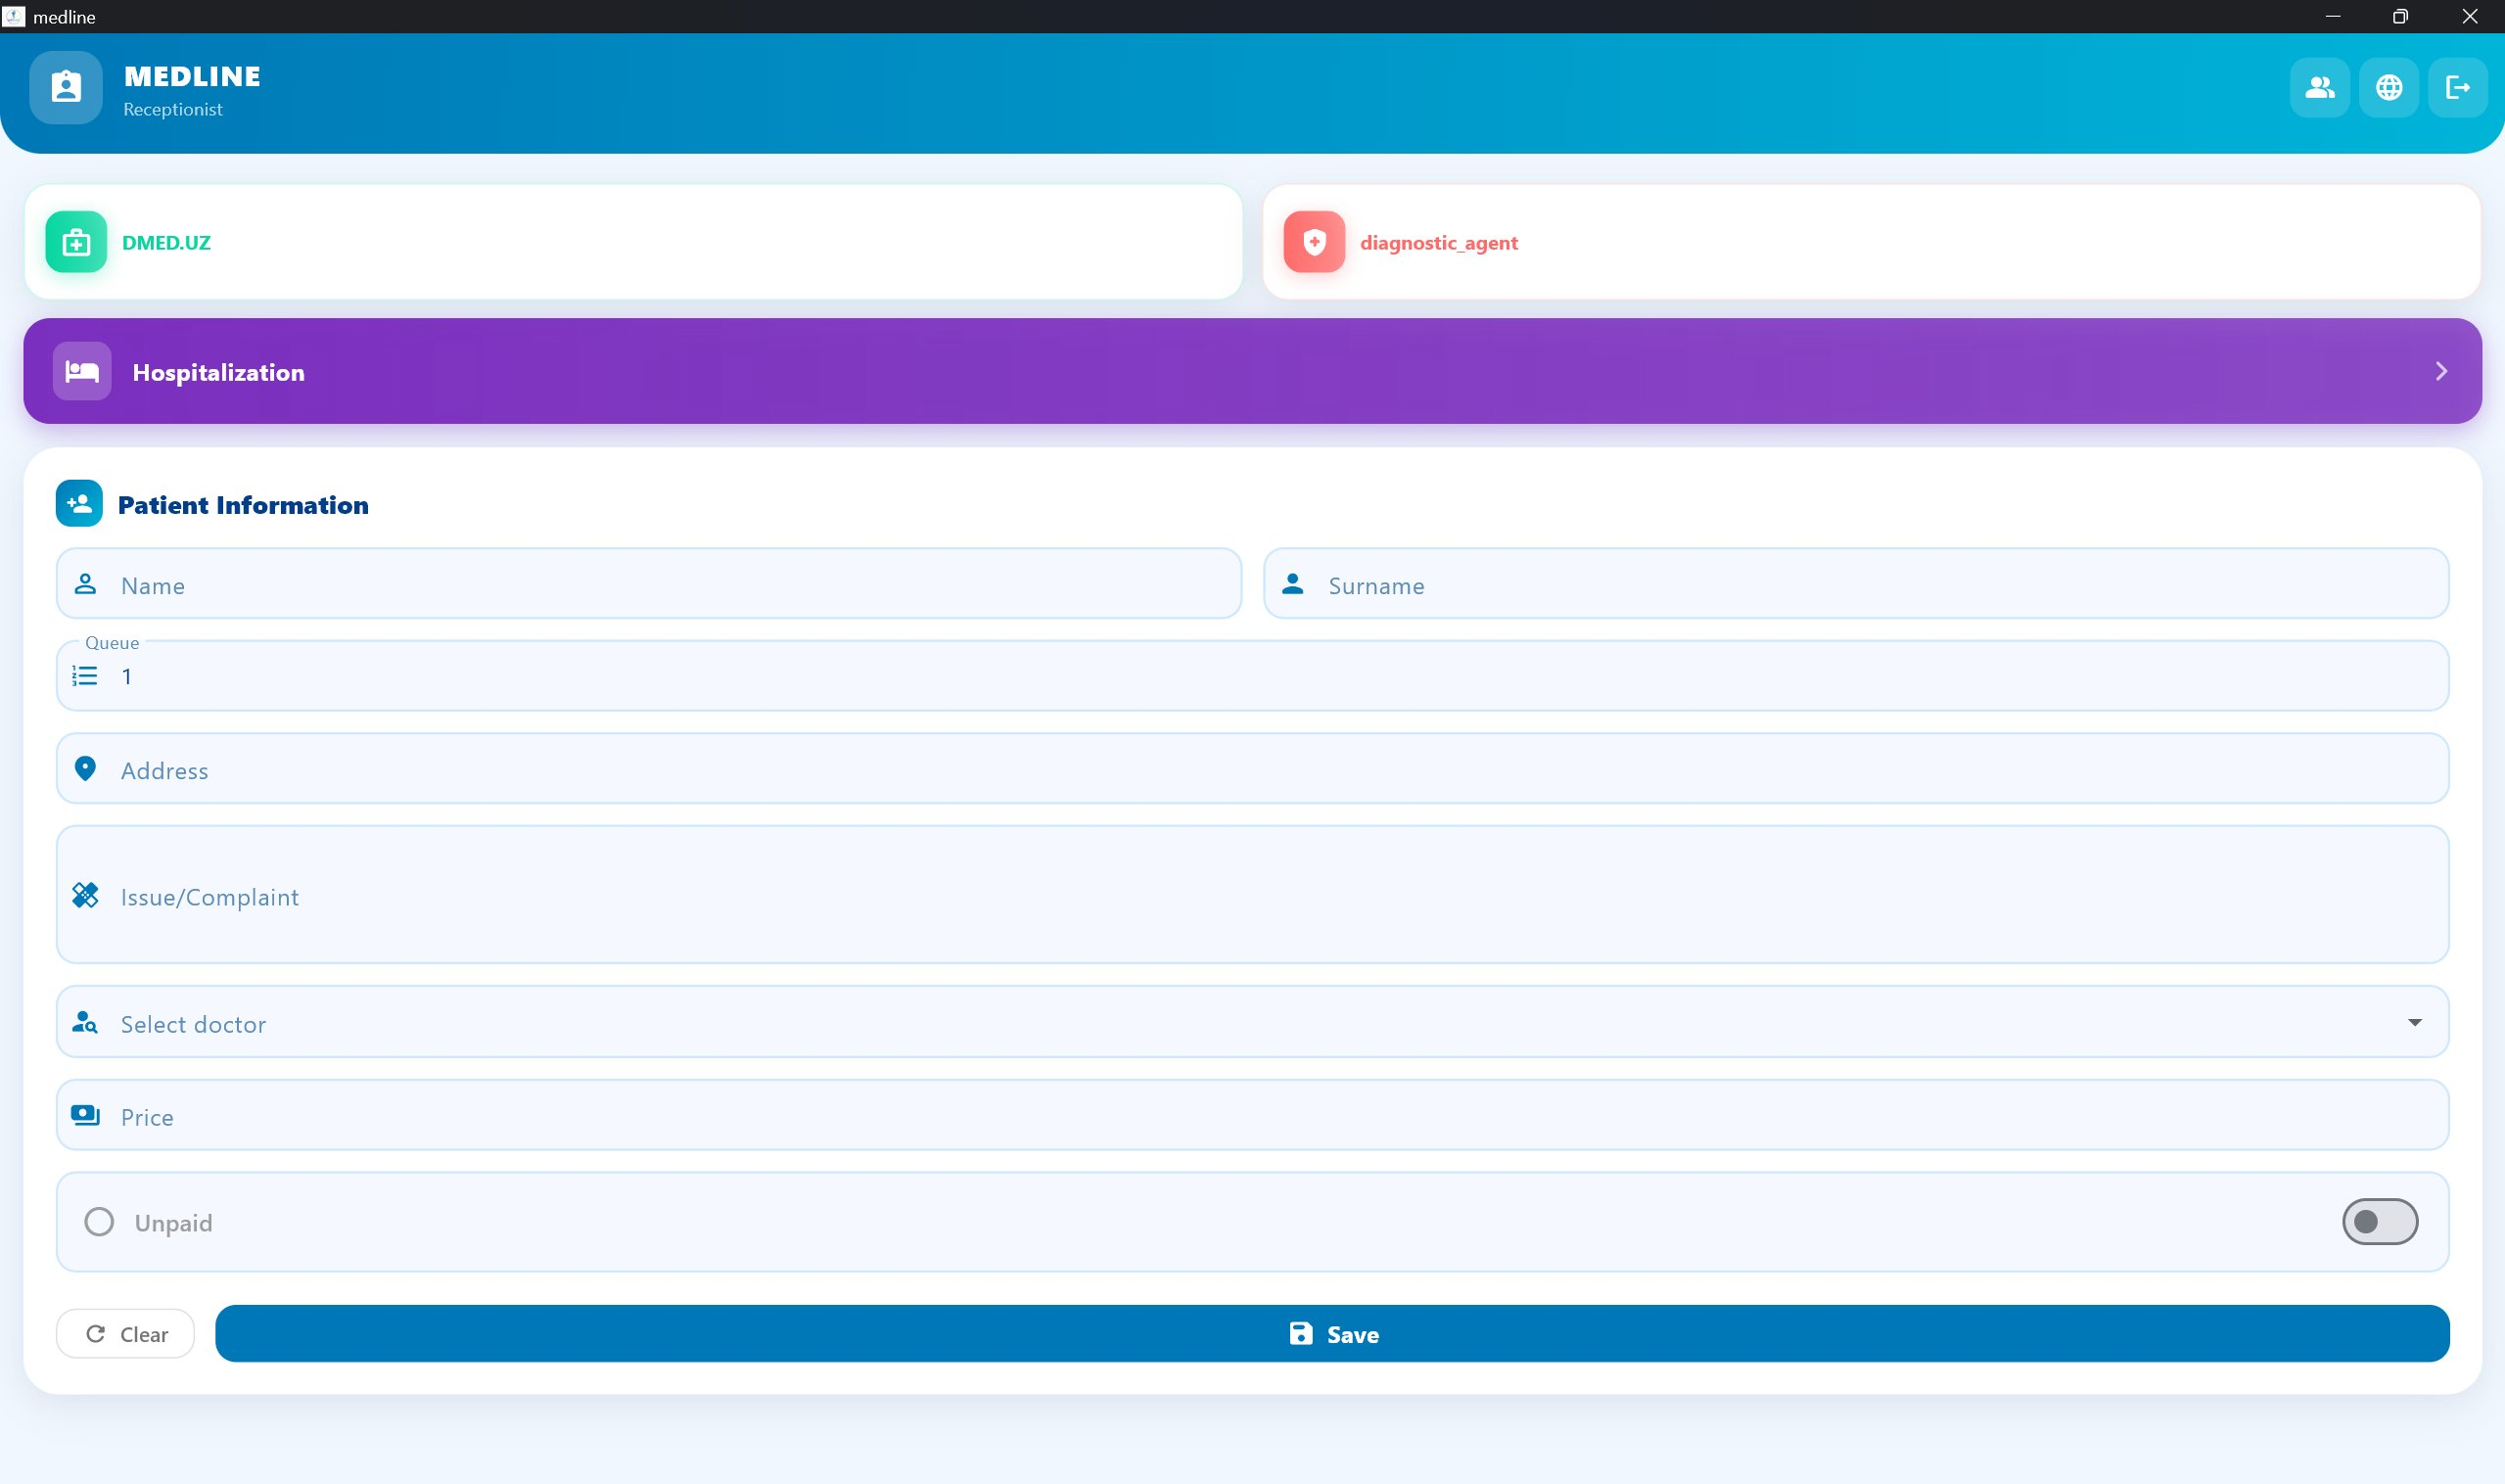 medline
MEDLINE
Receptionist
DMED.UZ
diagnostic_agent
Hospitalization
Patient Information
Name
Surname
Queue
1
Address
Issue/Complaint
Select doctor
Price
Unpaid
Clear
Save